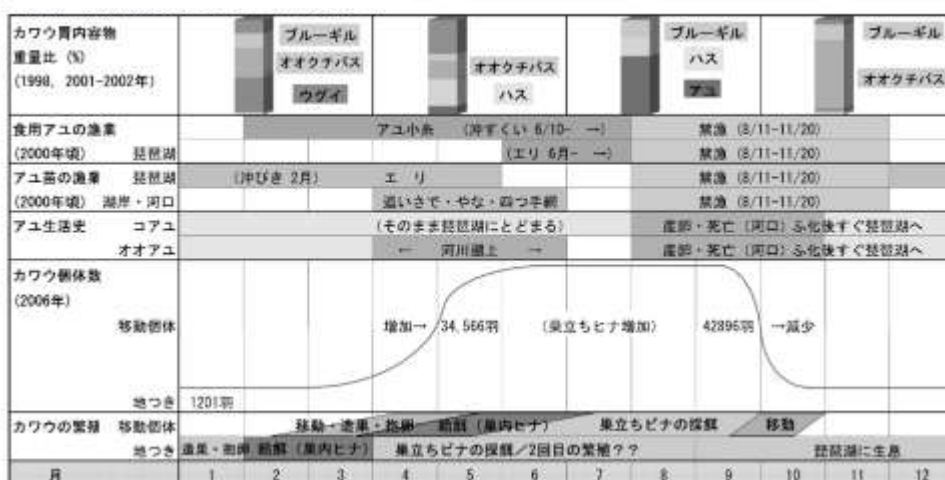 カワウ胃内容物
重量比 (%)
(1998, 2001-2002年)
ブルーギル
オオクチバス
ウグイ
オオクチバス
ハス
ブルーギル
ハス
アユ
ブルーギル
オオクチバス
食用アユの漁業 アユ小糸 (沖すくい 6/10- →) 禁漁 (8/11-11/20)
(2000年頃) 琵琶湖 (エリ 6月- →) 禁漁 (8/11-11/20)
アユ苗の漁業 琵琶湖 (沖びき 2月) エ リ 禁漁 (8/11-11/20)
(2000年頃) 湖岸・河口 追いさで・やな・四つ手網 禁漁 (8/11-11/20)
アユ生活史 コアユ (そのまま琵琶湖にとどまる) 産卵・死亡 (河口) ふ化後すぐ琵琶湖へ
オオアユ ← 河川遡上 → 産卵・死亡 (河口) ふ化後すぐ琵琶湖へ
カワウ個体数
(2006年)
移動個体 増加→ 34,566羽 (巣立ちヒナ増加) 42896羽 →減少
地つき 1201羽
カワウの繁殖 移動個体 移動・造巣・抱卵 給餌 (巣内ヒナ) 巣立ちビナの採餌 移動
地つき 造巣・抱卵 給餌 (巣内ヒナ) 巣立ちビナの採餌/2回目の繁殖?? 琵琶湖に生息
月 1 2 3 4 5 6 7 8 9 10 11 12